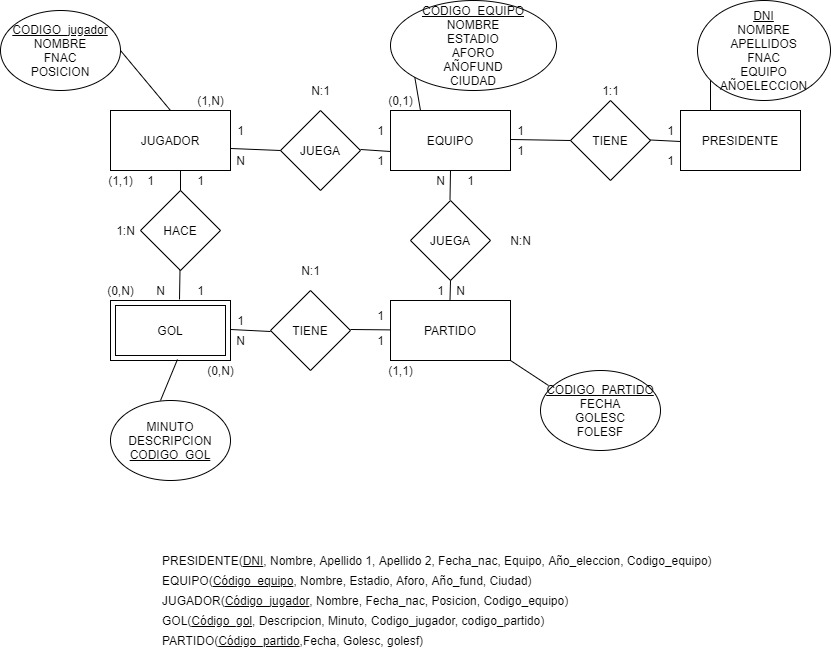 CODIGO_jugador
NOMBRE
FNAC
POSICION
CÓDIGO_EQUIPO
NOMBRE
ESTADIO
AFORO
AÑOFUND
CIUDAD
DNI
NOMBRE
APELLIDOS
FNAC
EQUIPO
AÑOELECCION
(1,N)
N:1
(0,1)
1:1
JUGADOR
1
N
JUEGA
1
1
EQUIPO
1
1
TIENE
1
1
PRESIDENTE
(1,1)
1
1
N
1
1:N
HACE
JUEGA
N:N
N:1
(0,N)
N
1
1
N
GOL
1
N
TIENE
1
1
PARTIDO
(0,N)
(1,1)
CODIGO_PARTIDO
FECHA
GOLESC
FOLESF
MINUTO
DESCRIPCION
CODIGO_GOL
PRESIDENTE(DNI, Nombre, Apellido 1, Apellido 2, Fecha_nac, Equipo, Año_eleccion, Codigo_equipo)
EQUIPO(Código_equipo, Nombre, Estadio, Aforo, Año_fund, Ciudad)
JUGADOR(Código_jugador, Nombre, Fecha_nac, Posicion, Codigo_equipo)
GOL(Código_gol, Descripcion, Minuto, Codigo_jugador, codigo_partido)
PARTIDO(Código_partido,Fecha, Golesc, golesf)